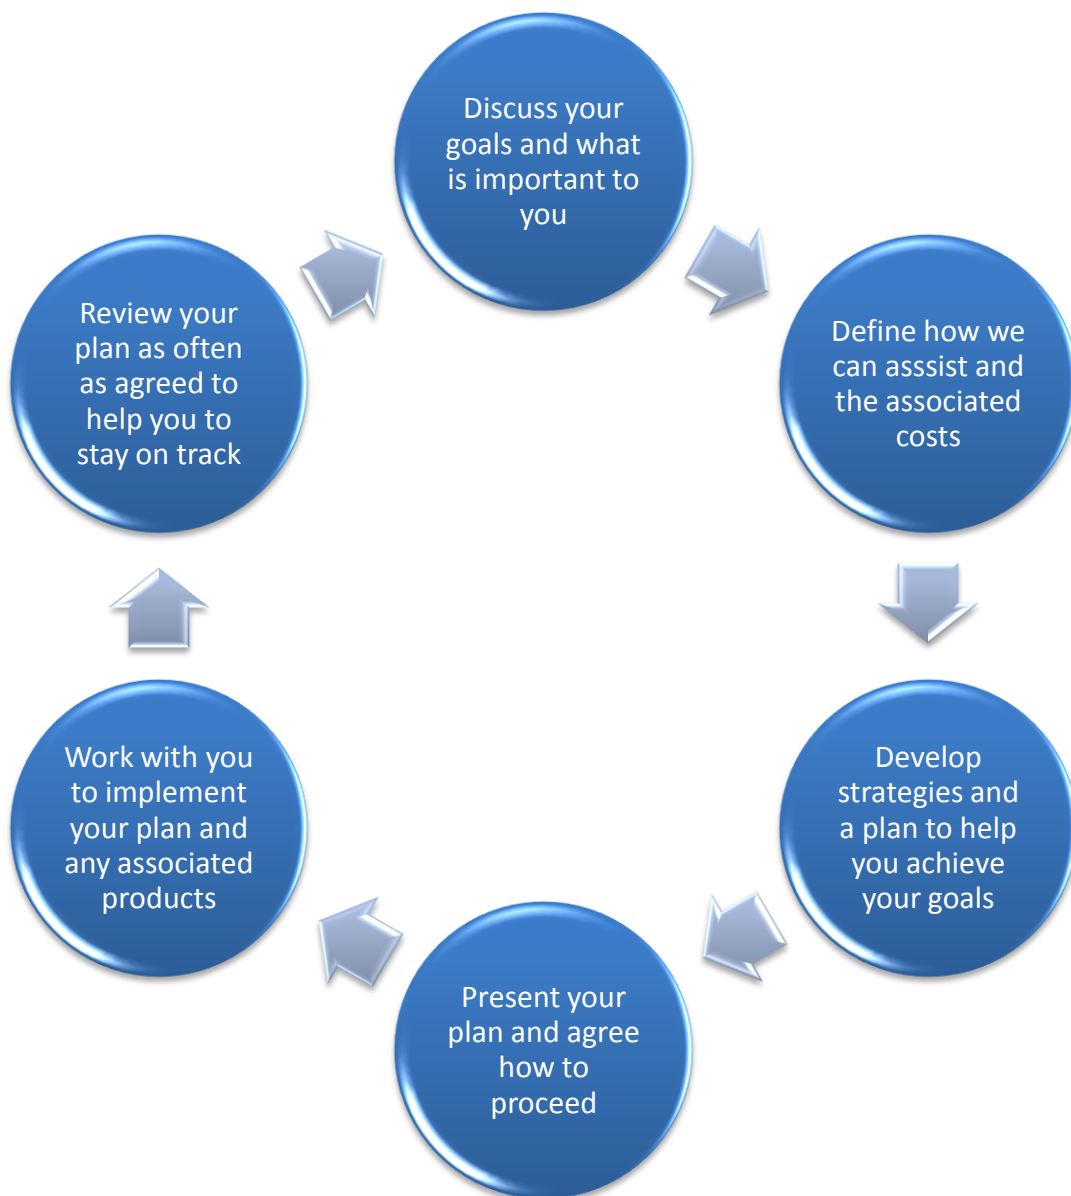 Discuss your
goals and what
is important to
you
Define how we
can asssist and
the associated
costs
Develop
strategies and
a plan to help
you achieve
your goals
Present your
plan and agree
how to
proceed
Work with you
to implement
your plan and
any associated
products
Review your
plan as often
as agreed to
help you to
stay on track